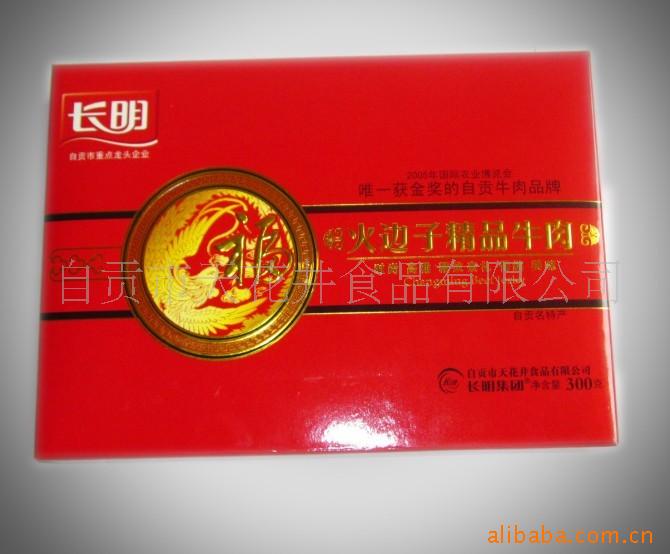 长明
自贡市重点龙头企业
2005年国际农业博览会
唯一获金奖的自贡牛肉品牌
福
火边子精品牛肉
自贡市天花井食品有限公司
自贡名特产
自贡市天花井食品有限公司
长明集团® 净含量 300克
alibaba.com.cn